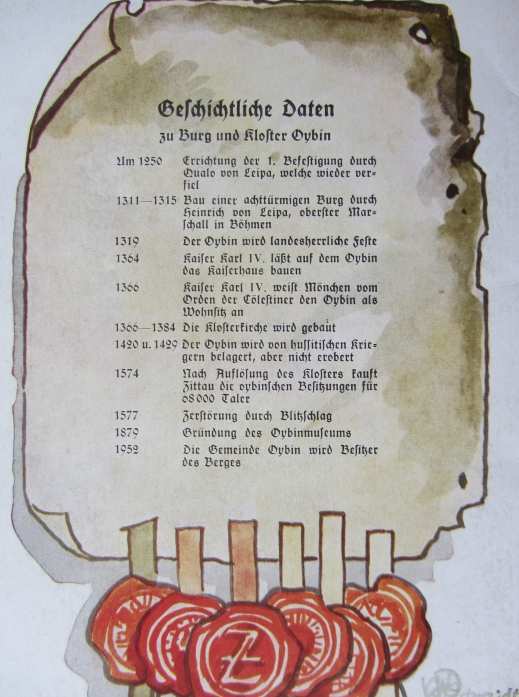 Geschichtliche Daten
zu Burg und Kloster Oybin
Um 1250 Errichtung der 1. Befestigung durch
Qualo von Leipa, welche wieder ver-
fiel
1311—1315 Bau einer achttürmigen Burg durch
Heinrich von Leipa, oberster Mar-
schall in Böhmen
1319 Der Oybin wird landesherrliche Feste
1364 Kaiser Karl IV. läßt auf dem Oybin
das Kaiserhaus bauen
1366 Kaiser Karl IV. weist Mönchen vom
Orden der Cölestiner den Oybin als
Wohnsitz an
1366—1384 Die Klosterkirche wird gebaut
1420 u. 1429 Der Oybin wird von hussitischen Krie-
gern belagert, aber nicht erobert
1574 Nach Auflösung des Klosters kauft
Zittau die oybinschen Besitzungen für
68000 Taler
1577 Zerstörung durch Blitzschlag
1879 Gründung des Oybinmuseums
1952 Die Gemeinde Oybin wird Besitzer
des Berges
Z